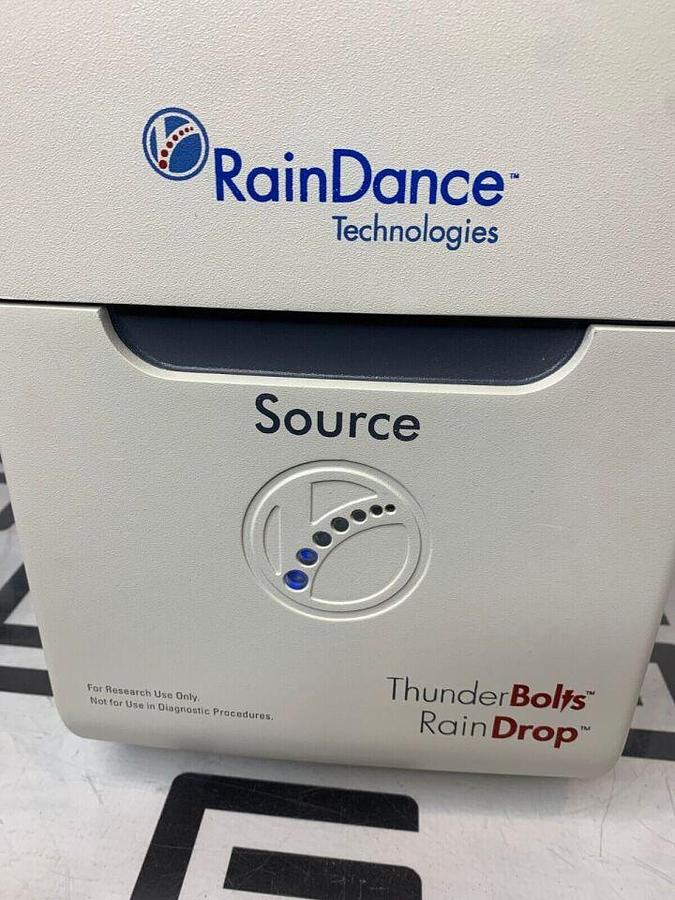 RainDance™
Technologies
Source
For Research Use Only.
Not for Use in Diagnostic Procedures.
ThunderBolts™
RainDrop™